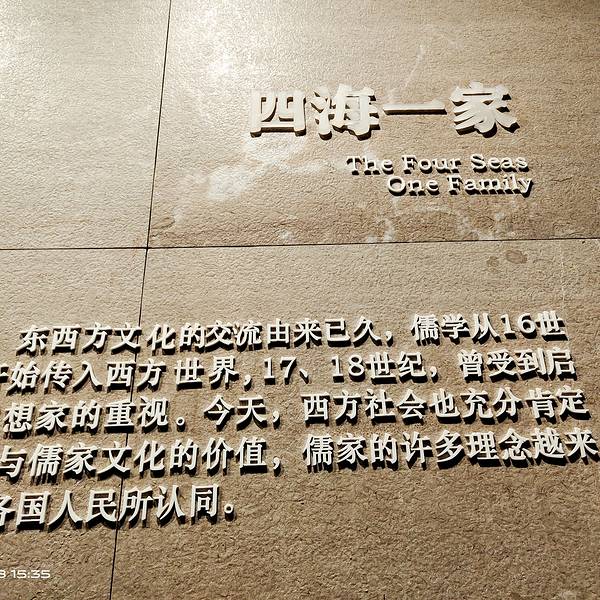 四海一家
The Four Seas
One Family
东西方文化的交流由来已久，儒学从16世
始传入西方世界，17、18世纪，曾受到启
想家的重视。今天，西方社会也充分肯定
与儒家文化的价值，儒家的许多理念越来
各国人民所认同。
15:35